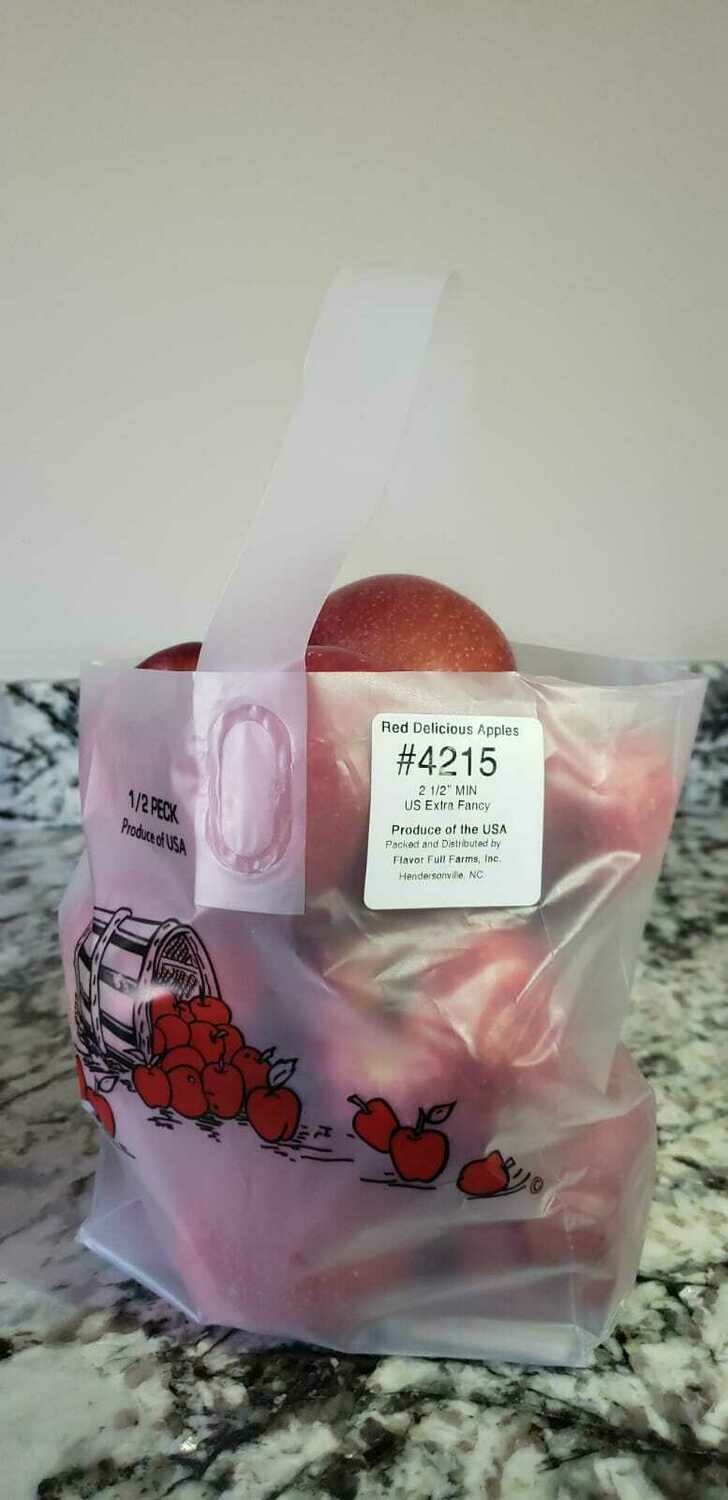 1/2 PECK
Produce of USA
Red Delicious Apples
#4215
2 1/2" MIN
US Extra Fancy
Produce of the USA
Packed and Distributed by
Flavor Full Farms, Inc.
Hendersonville, NC
©